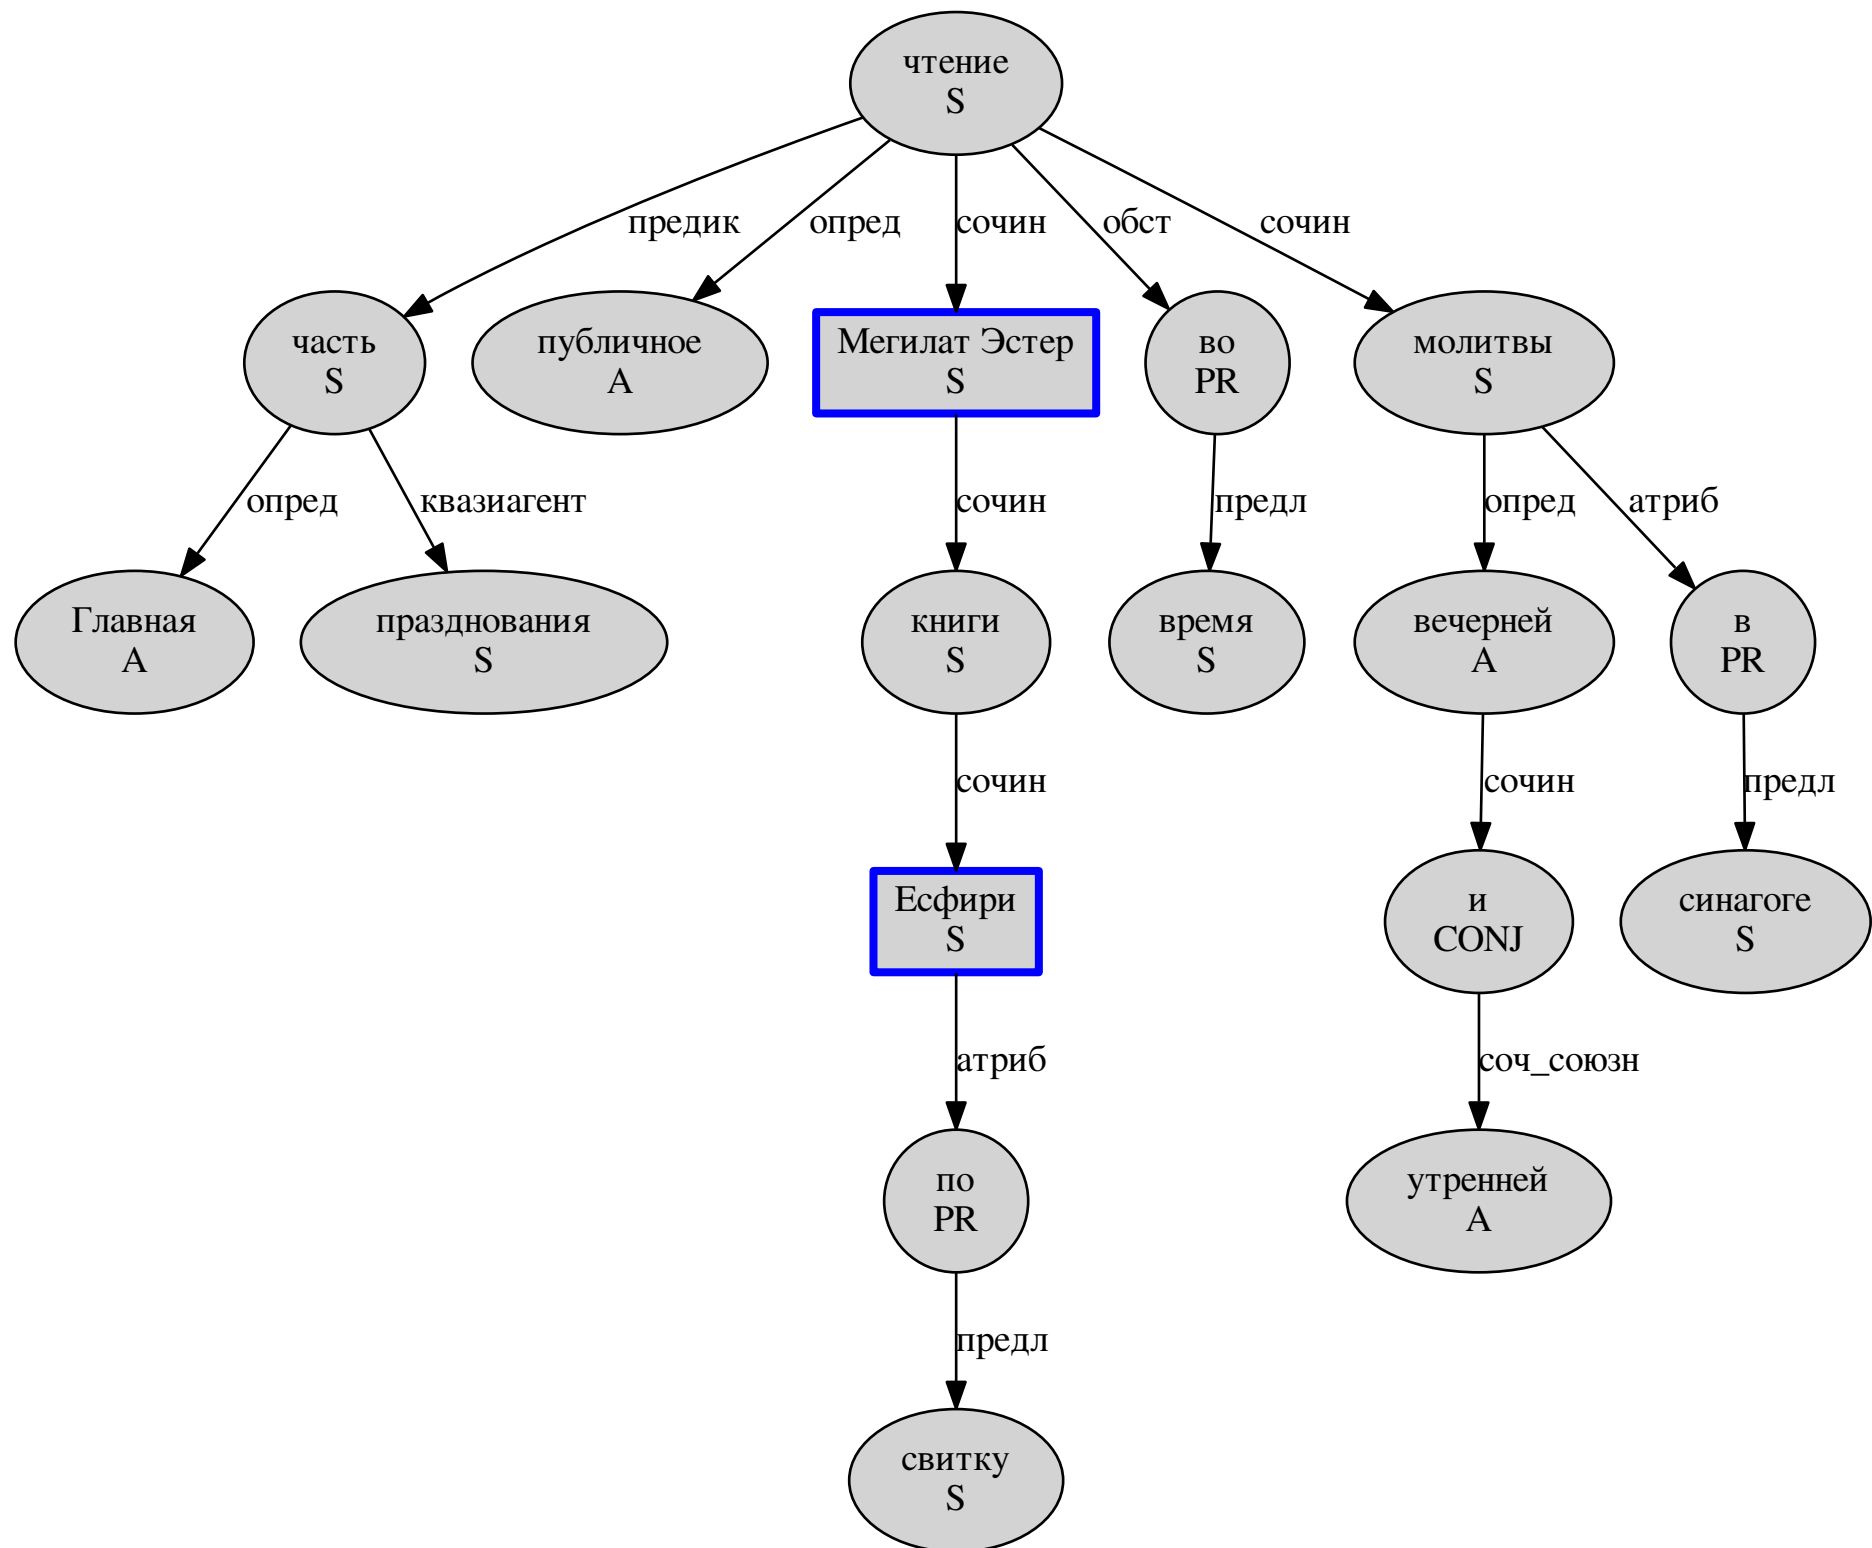 чтение
S
предик
опред
сочин
обст
сочин
часть
S
публичное
A
Мегилат Эстер
S
во
PR
молитвы
S
опред
квазиагент
сочин
предл
опред
атриб
Главная
A
празднования
S
книги
S
время
S
вечерней
A
в
PR
сочин
сочин
предл
Есфири
S
и
CONJ
синагоге
S
атриб
соч_союзн
по
PR
утренней
A
предл
свитку
S